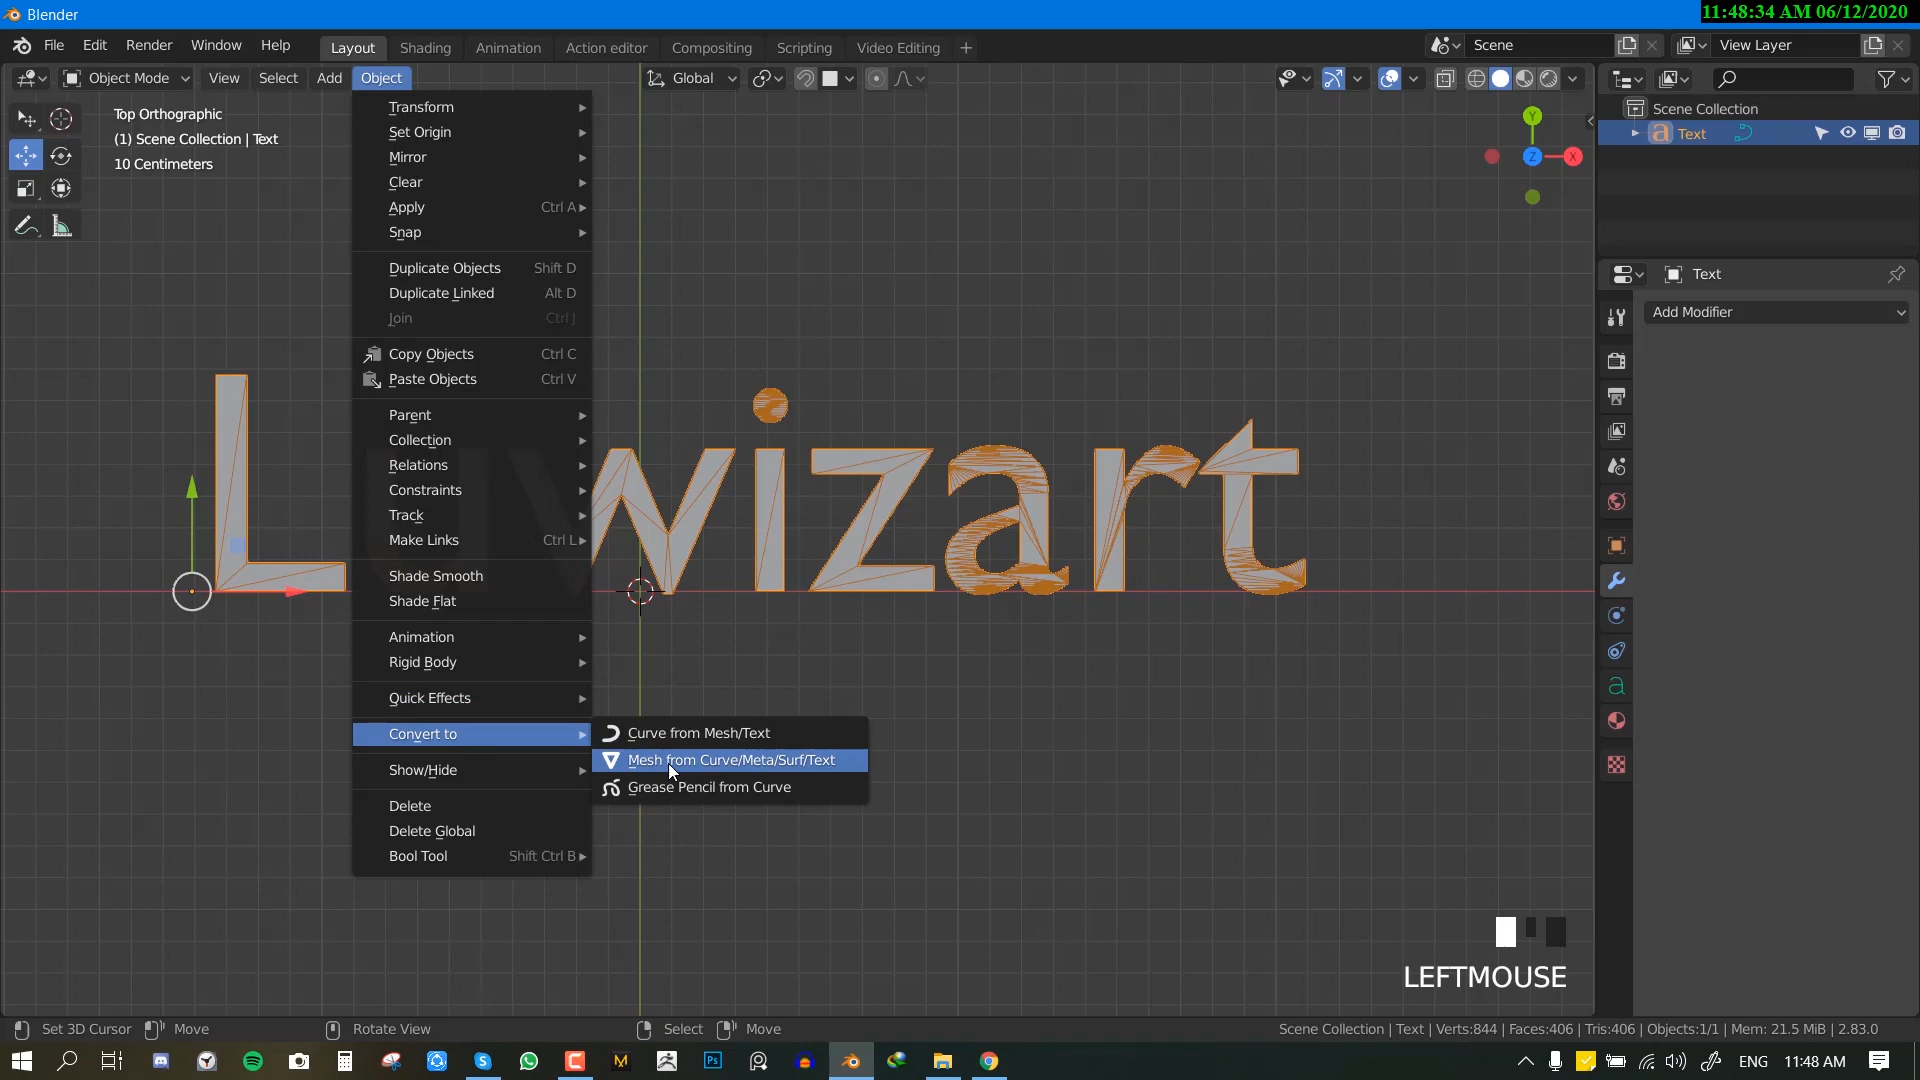 Blender
11:48:34 AM 06/12/2020
File Edit Render Window Help
Layout Shading Animation Action editor Compositing Scripting Video Editing +
Scene
View Layer
Object Mode View Select Add Object
Global
Top Orthographic
(1) Scene Collection | Text
10 Centimeters
Transform
Set Origin
Mirror
Clear
Apply Ctrl A
Snap
Duplicate Objects Shift D
Duplicate Linked Alt D
Join Ctrl J
Copy Objects Ctrl C
Paste Objects Ctrl V
Parent
Collection
Relations
Constraints
Track
Make Links Ctrl L
Shade Smooth
Shade Flat
Animation
Rigid Body
Quick Effects
Convert to
Show/Hide
Delete
Delete Global
Bool Tool Shift Ctrl B
Curve from Mesh/Text
Mesh from Curve/Meta/Surf/Text
Grease Pencil from Curve
Y
Z
X
Scene Collection
Text
Text
Add Modifier
LEFTMOUSE
Set 3D Cursor Move Rotate View Select Move
Scene Collection | Text | Verts:844 | Faces:406 | Tris:406 | Objects:1/1 | Mem: 21.5 MiB | 2.83.0
Ps
ENG 11:48 AM